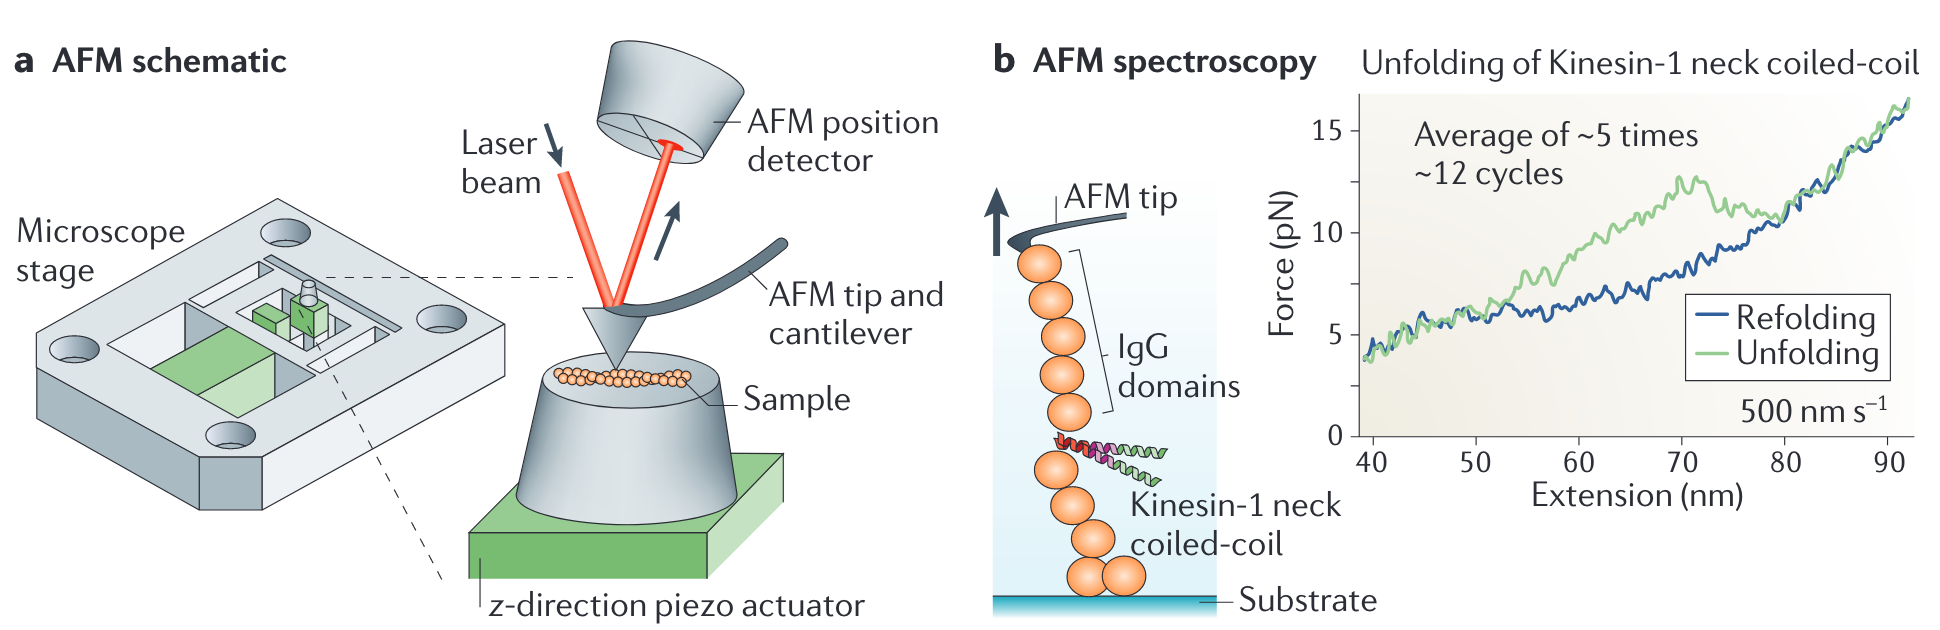 a AFM schematic
Laser
beam
AFM position
detector
Microscope
stage
AFM tip and
cantilever
Sample
z-direction piezo actuator
b AFM spectroscopy
AFM tip
IgG
domains
Kinesin-1 neck
coiled-coil
Substrate
Unfolding of Kinesin-1 neck coiled-coil
Average of ~5 times
~12 cycles
Force (pN)
15
10
5
0
Refolding
Unfolding
500 nm s⁻¹
40 50 60 70 80 90
Extension (nm)